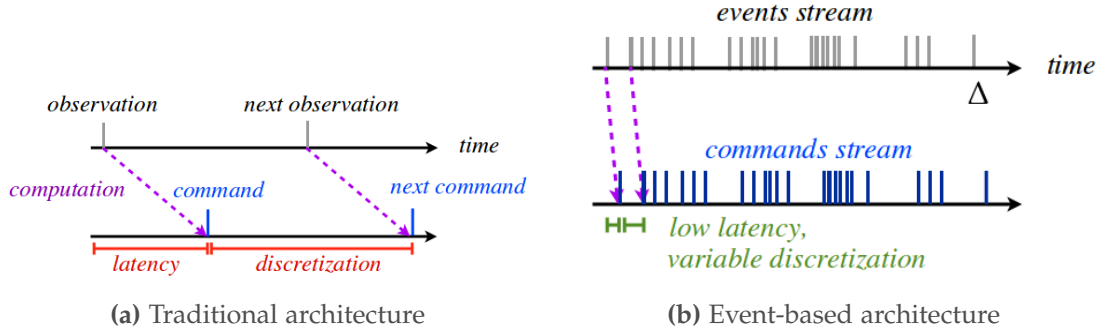 observation
next observation
time
computation
command
next command
latency
discretization
(a) Traditional architecture
events stream
time
Δ
commands stream
low latency,
variable discretization
(b) Event-based architecture